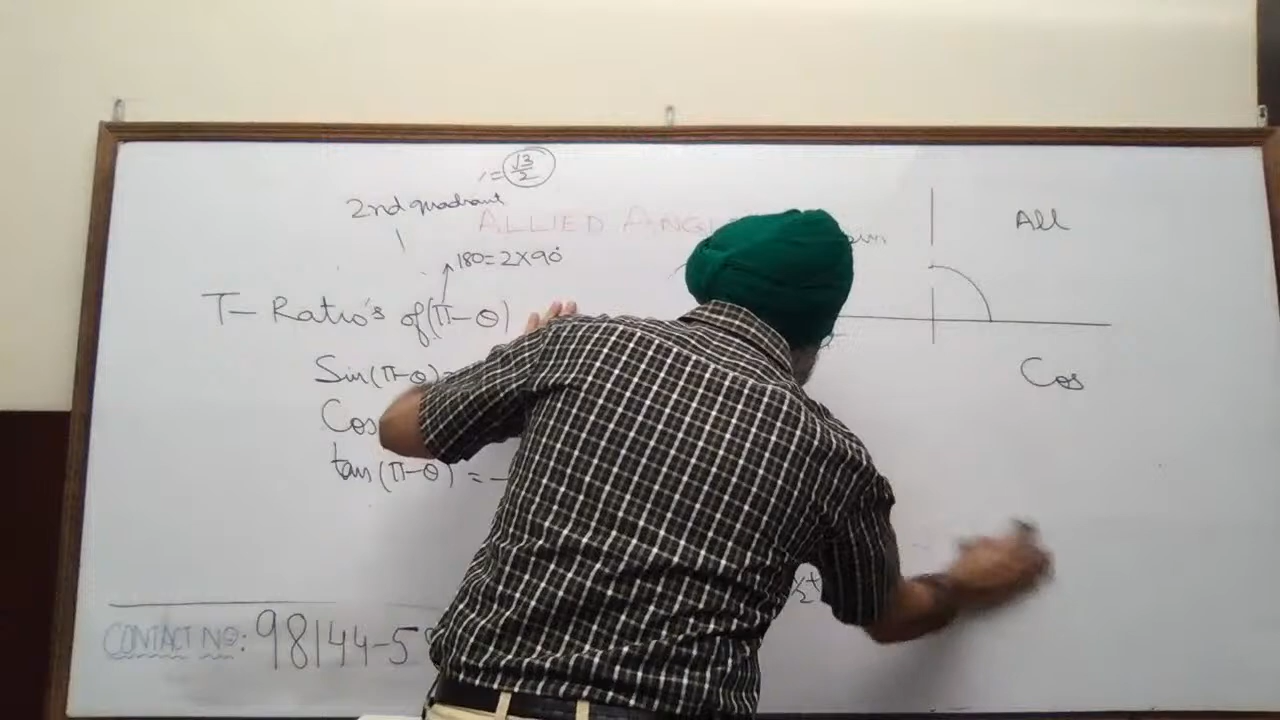 = √3/2
2nd quadrant
ALLIED ANGL
180=2×90°
All
T- Ratio's of (π-θ)
Sin(π-θ)=
Cos
Cos
tan(π-θ) = -
CONTACT NO: 98144-5